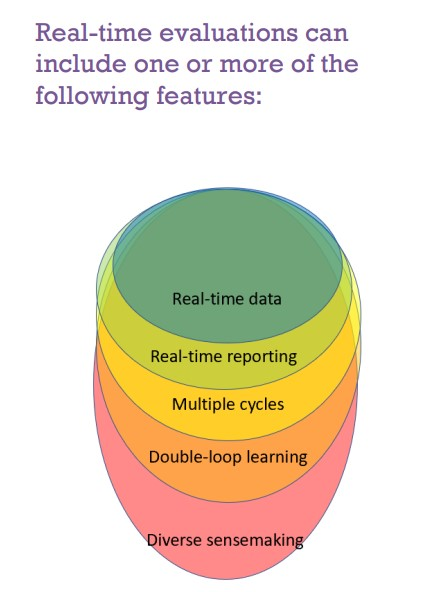 Real-time evaluations can
include one or more of the
following features:
Real-time data
Real-time reporting
Multiple cycles
Double-loop learning
Diverse sensemaking